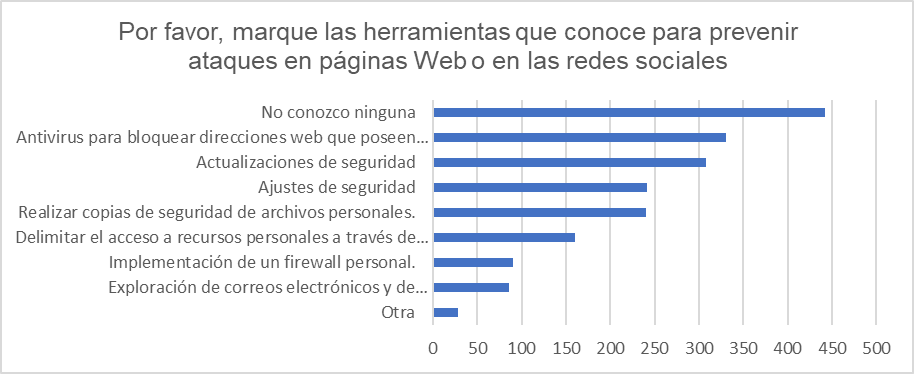 Por favor, marque las herramientas que conoce para prevenir
ataques en páginas Web o en las redes sociales
No conozco ninguna
Antivirus para bloquear direcciones web que poseen…
Actualizaciones de seguridad
Ajustes de seguridad
Realizar copias de seguridad de archivos personales.
Delimitar el acceso a recursos personales a través de…
Implementación de un firewall personal.
Exploración de correos electrónicos y de…
Otra
0 50 100 150 200 250 300 350 400 450 500